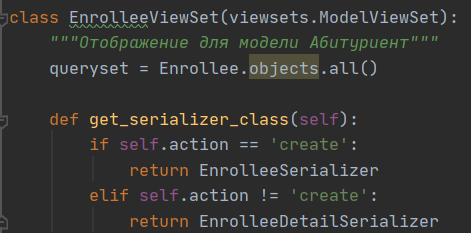 class EnrolleeViewSet(viewsets.ModelViewSet):
"""Отображение для модели Абитуриент"""
queryset = Enrollee.objects.all()
def get_serializer_class(self):
if self.action == 'create':
return EnrolleeSerializer
elif self.action != 'create':
return EnrolleeDetailSerializer